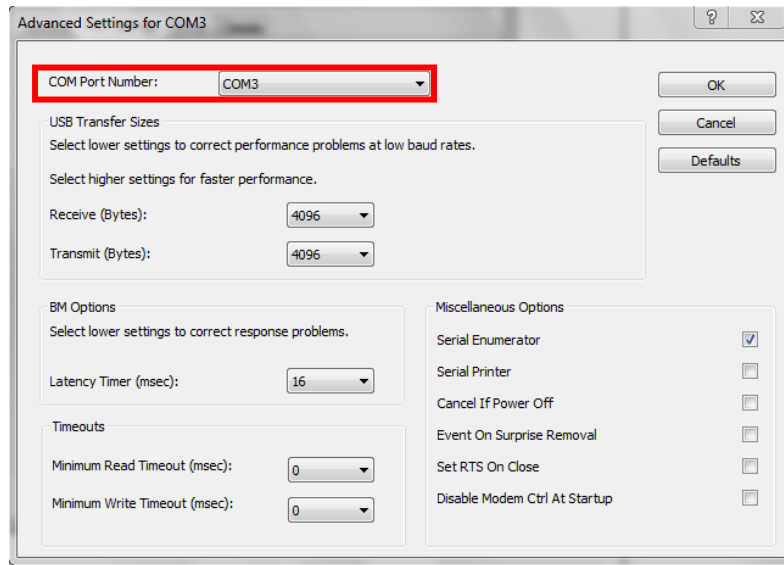 Advanced Settings for COM3
COM Port Number: COM3
OK
Cancel
Defaults
USB Transfer Sizes
Select lower settings to correct performance problems at low baud rates.
Select higher settings for faster performance.
Receive (Bytes): 4096
Transmit (Bytes): 4096
BM Options
Select lower settings to correct response problems.
Latency Timer (msec): 16
Timeouts
Minimum Read Timeout (msec): 0
Minimum Write Timeout (msec): 0
Miscellaneous Options
Serial Enumerator
Serial Printer
Cancel If Power Off
Event On Surprise Removal
Set RTS On Close
Disable Modem Ctrl At Startup